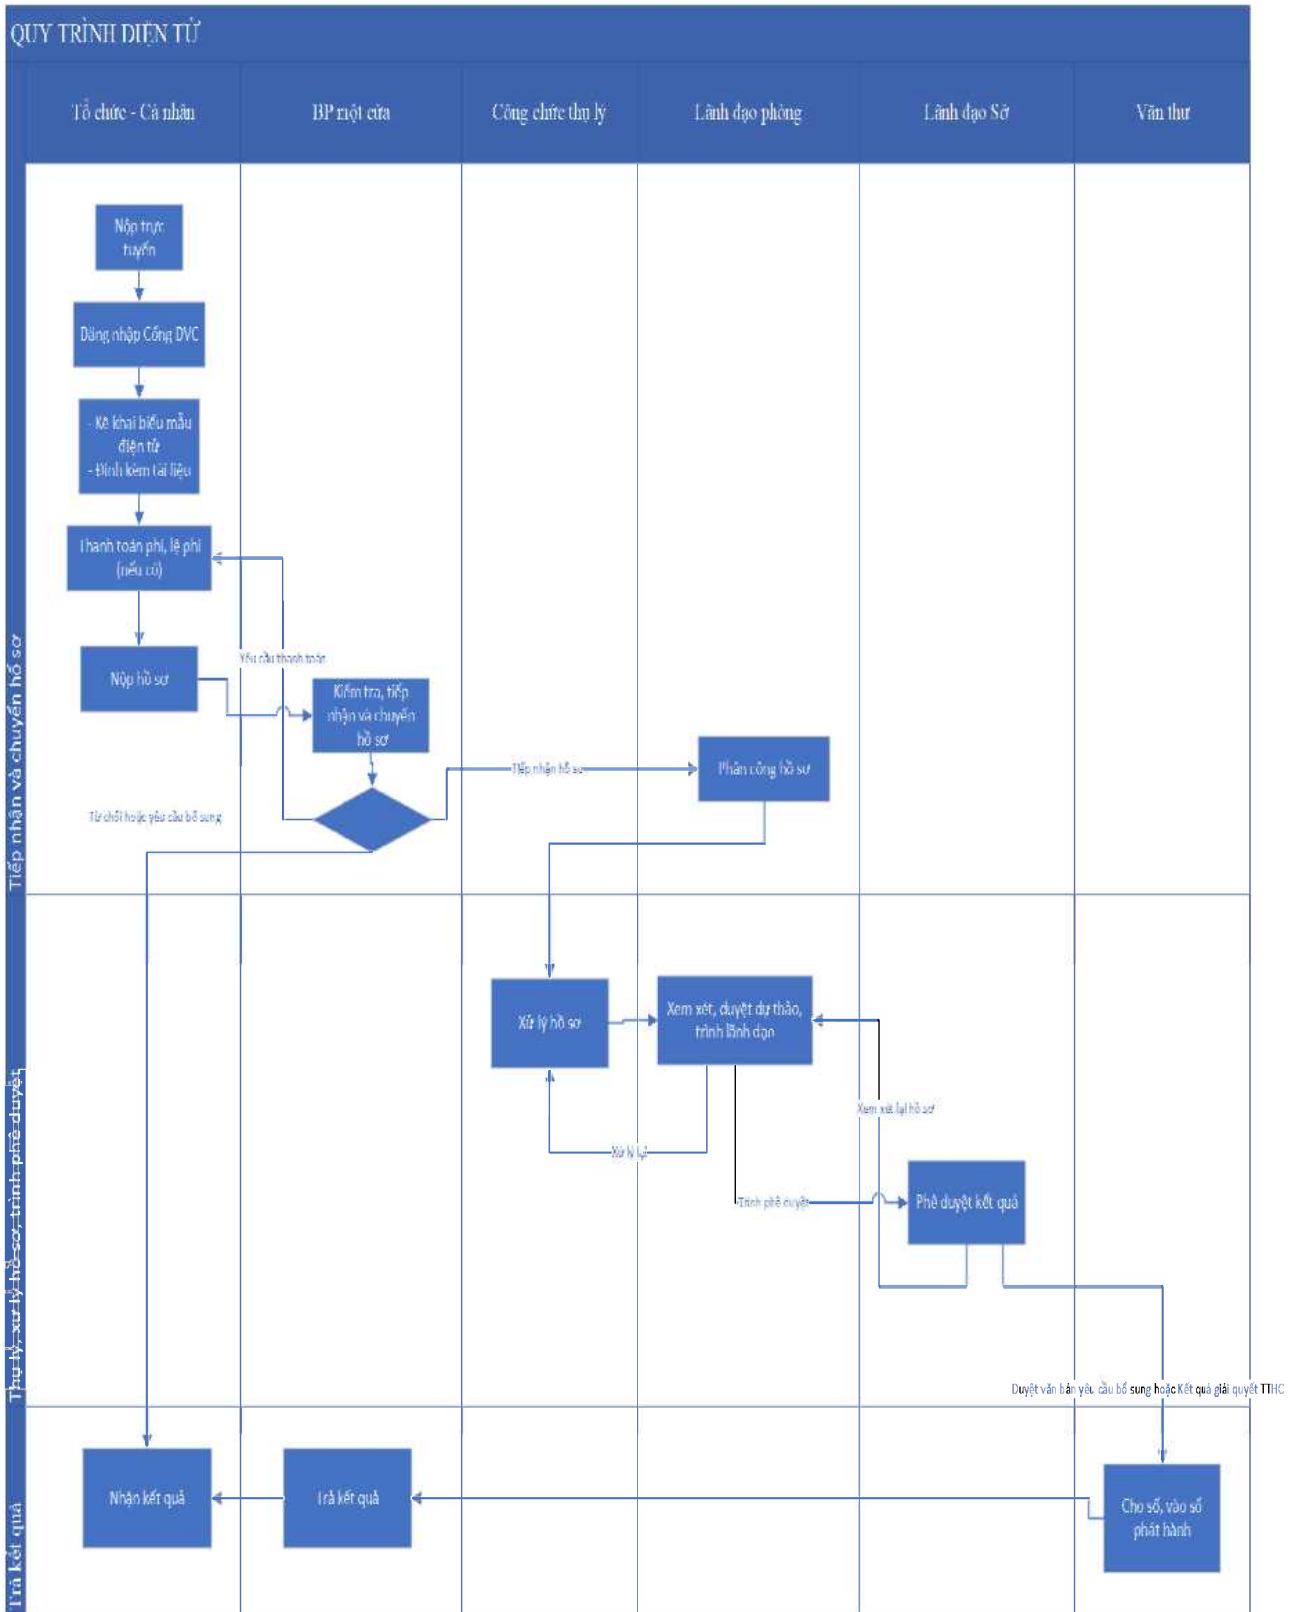 QUY TRÌNH ĐIỆN TỬ
Tổ chức - Cá nhân
BP một cửa
Công chức thụ lý
Lãnh đạo phòng
Lãnh đạo Sở
Văn thư
Tiếp nhận và chuyển hồ sơ
Nộp trực
tuyến
Đăng nhập Cổng DVC
- Kê khai biểu mẫu
điện tử
- Đính kèm tài liệu
Thanh toán phí, lệ phí
(nếu có)
Yêu cầu thanh toán
Nộp hồ sơ
Kiểm tra, tiếp
nhận và chuyển
hồ sơ
Tiếp nhận hồ sơ
Phân công hồ sơ
Từ chối hoặc yêu cầu bổ sung
Thụ lý, xử lý hồ sơ, trình phê duyệt
Xử lý hồ sơ
Xem xét, duyệt dự thảo,
trình lãnh đạo
Xem xét lại hồ sơ
Xử lý lại
Trình phê duyệt
Phê duyệt kết quả
Duyệt văn bản yêu cầu bổ sung hoặc Kết quả giải quyết TTHC
Trả kết quả
Nhận kết quả
Trả kết quả
Cho số, vào sổ
phát hành